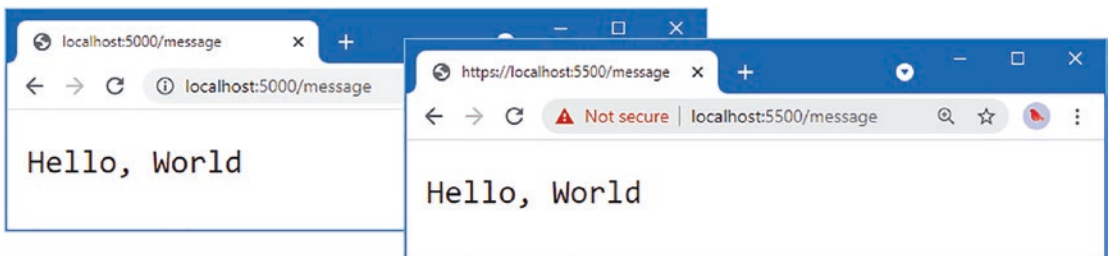 localhost:5000/message
localhost:5000/message
Hello, World
https://localhost:5500/message
Not secure | localhost:5500/message
Hello, World